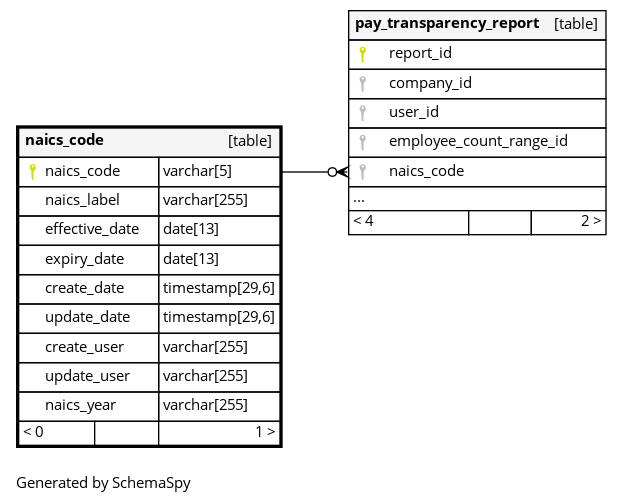 pay_transparency_report [table]
report_id
company_id
user_id
employee_count_range_id
naics_code
...
< 4 2 >
naics_code [table]
naics_code varchar[5]
naics_label varchar[255]
effective_date date[13]
expiry_date date[13]
create_date timestamp[29,6]
update_date timestamp[29,6]
create_user varchar[255]
update_user varchar[255]
naics_year varchar[255]
< 0 1 >
Generated by SchemaSpy